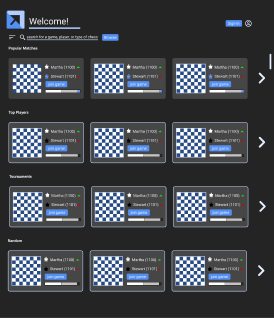 Welcome!
Sign in
search for a game, player, or type of chess
Popular Matches
Martha (1100) Martha (1100) Martha (1100)
Stewart (1101) Stewart (1101) Stewart (1101)
join game join game join game
Top Players
Martha (1100) Martha (1100) Martha (1100)
Stewart (1101) Stewart (1101) Stewart (1101)
join game join game join game
Tournaments
Martha (1100) Martha (1100) Martha (1100)
Stewart (1101) Stewart (1101) Stewart (1101)
join game join game join game
Random
Martha (1100) Martha (1100) Martha (1100)
Stewart (1101) Stewart (1101) Stewart (1101)
join game join game join game